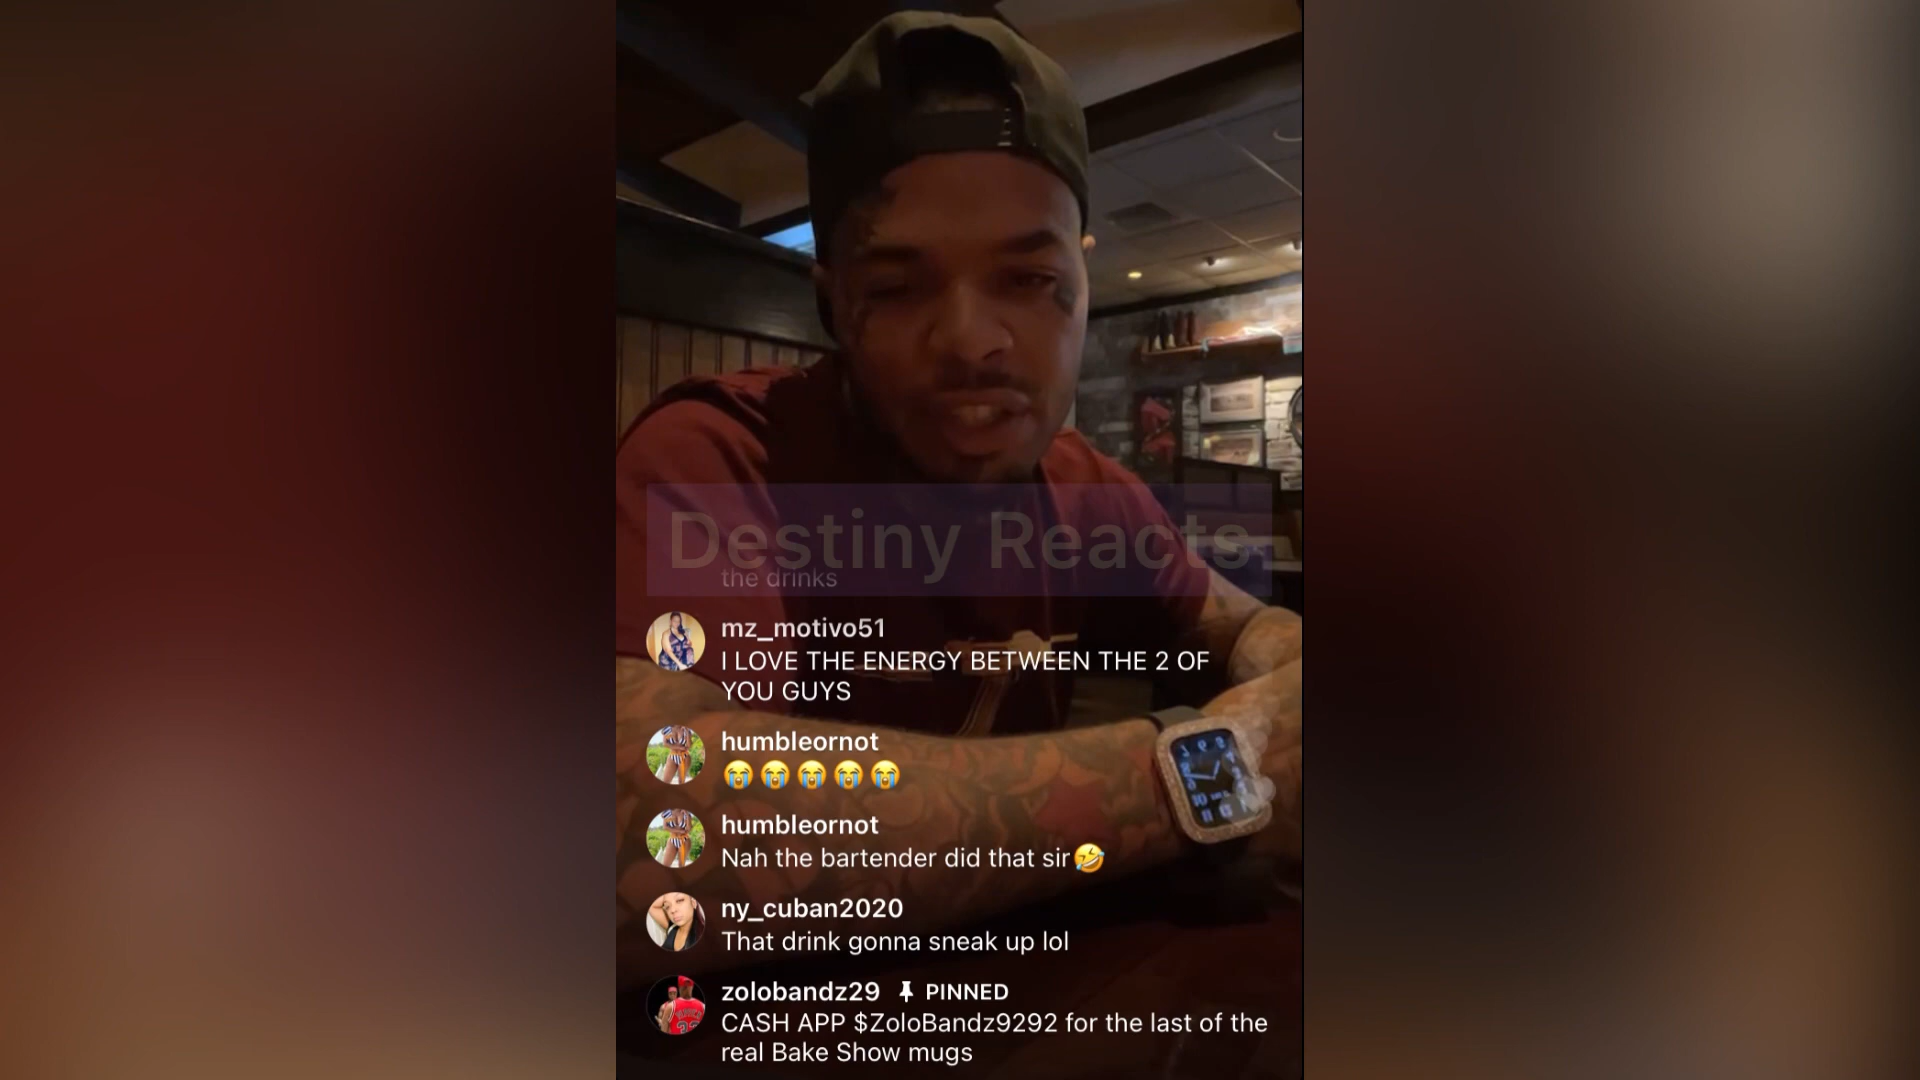 Destiny Reacts
the drinks
mz_motivo51
I LOVE THE ENERGY BETWEEN THE 2 OF
YOU GUYS
humbleornot
😭😭😭😭😭
humbleornot
Nah the bartender did that sir🤣
ny_cuban2020
That drink gonna sneak up lol
zolobandz29 PINNED
CASH APP $ZoloBandz9292 for the last of the
real Bake Show mugs